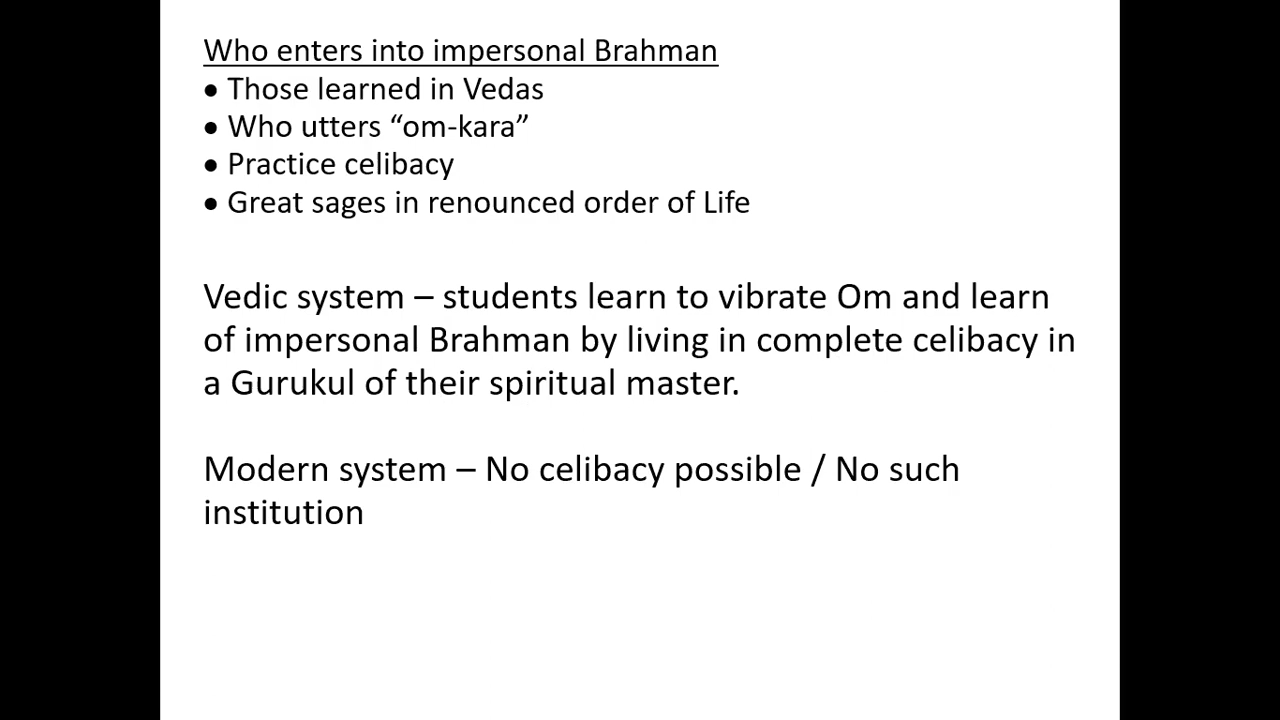 Who enters into impersonal Brahman
• Those learned in Vedas
• Who utters “om-kara”
• Practice celibacy
• Great sages in renounced order of Life
Vedic system – students learn to vibrate Om and learn
of impersonal Brahman by living in complete celibacy in
a Gurukul of their spiritual master.
Modern system – No celibacy possible / No such
institution